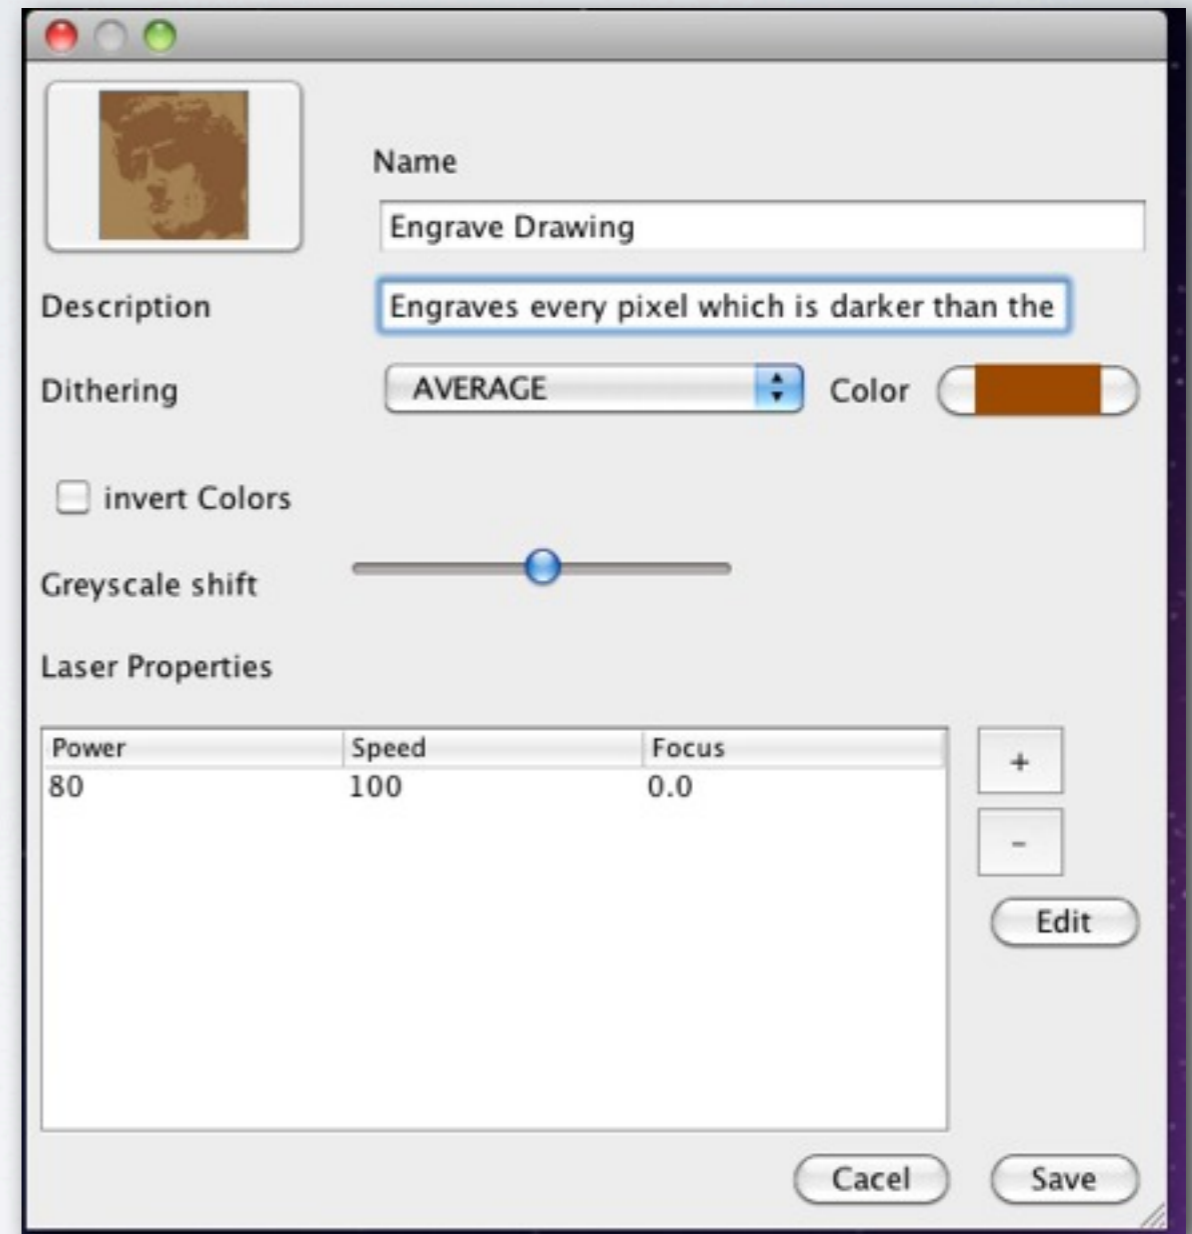 Name
Engrave Drawing
Description Engraves every pixel which is darker than the
Dithering AVERAGE Color
invert Colors
Greyscale shift
Laser Properties
Power Speed Focus
80 100 0.0
+
-
Edit
Cacel Save